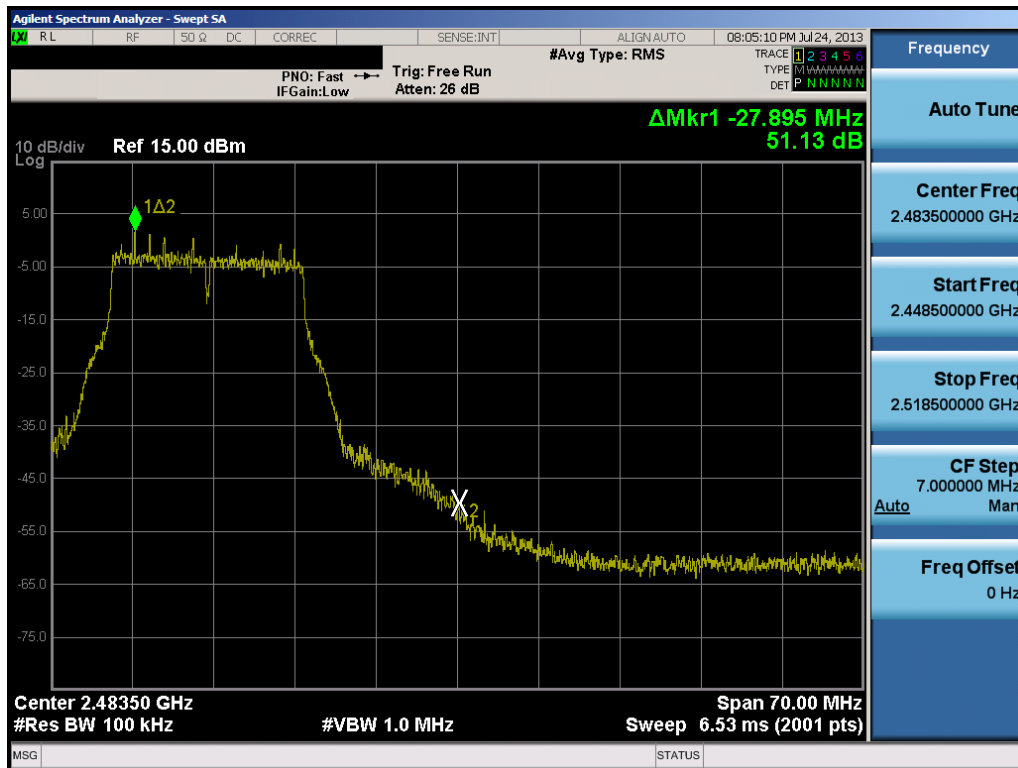 Agilent Spectrum Analyzer - Swept SA
LXI RL RF 50 Ω DC CORREC SENSE:INT ALIGN AUTO 08:05:10 PM Jul 24, 2013
#Avg Type: RMS
TRACE 1 2 3 4 5 6
TYPE M
DET P N N N N N
PNO: Fast
IFGain:Low
Trig: Free Run
Atten: 26 dB
ΔMkr1 -27.895 MHz
51.13 dB
10 dB/div
Log
Ref 15.00 dBm
1Δ2
5.00
-5.00
-15.0
-25.0
-35.0
-45.0
2
-55.0
-65.0
-75.0
Center 2.48350 GHz
Span 70.00 MHz
#Res BW 100 kHz
#VBW 1.0 MHz
Sweep 6.53 ms (2001 pts)
MSG
STATUS
Frequency
Auto Tune
Center Freq
2.483500000 GHz
Start Freq
2.448500000 GHz
Stop Freq
2.518500000 GHz
CF Step
7.000000 MHz
Auto Man
Freq Offset
0 Hz